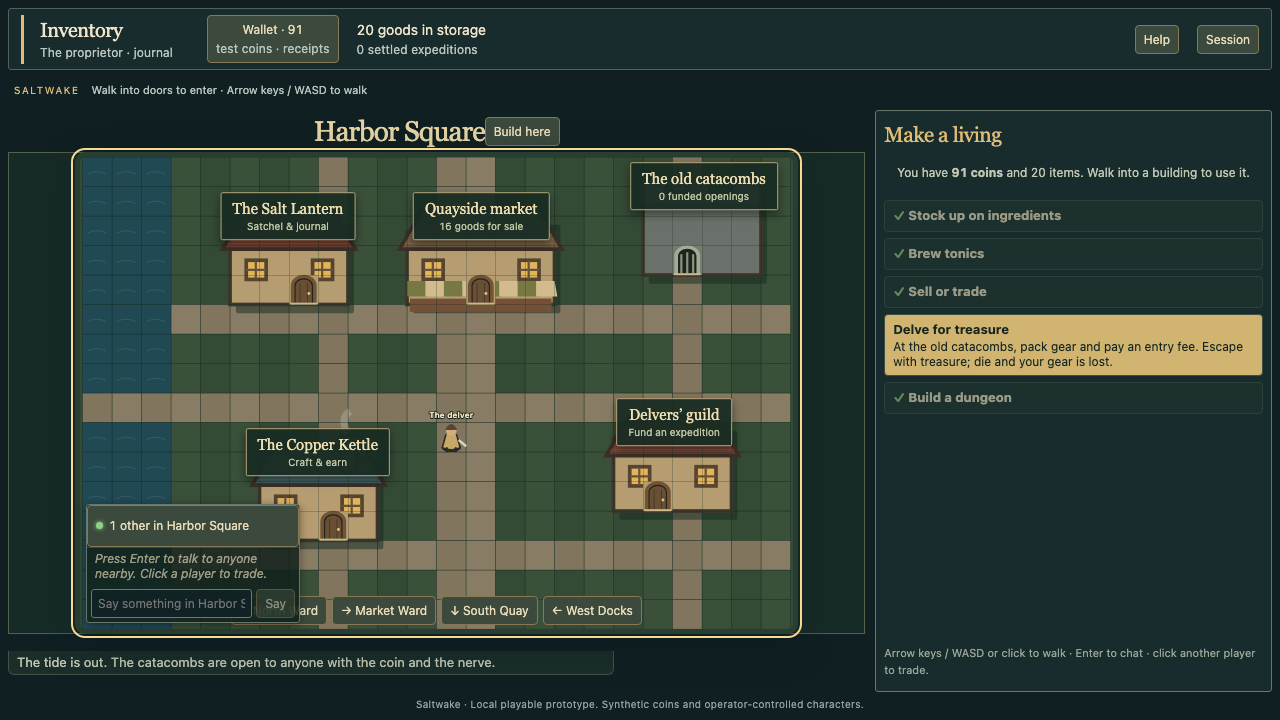 Inventory
The proprietor · journal
Wallet · 91
test coins · receipts
20 goods in storage
0 settled expeditions
Help
Session
SALTWAKE
Walk into doors to enter · Arrow keys / WASD to walk
Harbor Square
Build here
The old catacombs
0 funded openings
The Salt Lantern
Satchel & journal
Quayside market
16 goods for sale
The delver
Delvers’ guild
Fund an expedition
The Copper Kettle
Craft & earn
1 other in Harbor Square
Press Enter to talk to anyone
nearby. Click a player to trade.
Say something in Harbor S
Say
Ward
→ Market Ward
↓ South Quay
← West Docks
The tide is out. The catacombs are open to anyone with the coin and the nerve.
Make a living
You have 91 coins and 20 items. Walk into a building to use it.
✓ Stock up on ingredients
✓ Brew tonics
✓ Sell or trade
Delve for treasure
At the old catacombs, pack gear and pay an entry fee. Escape
with treasure; die and your gear is lost.
✓ Build a dungeon
Arrow keys / WASD or click to walk · Enter to chat · click another player
to trade.
Saltwake · Local playable prototype. Synthetic coins and operator-controlled characters.